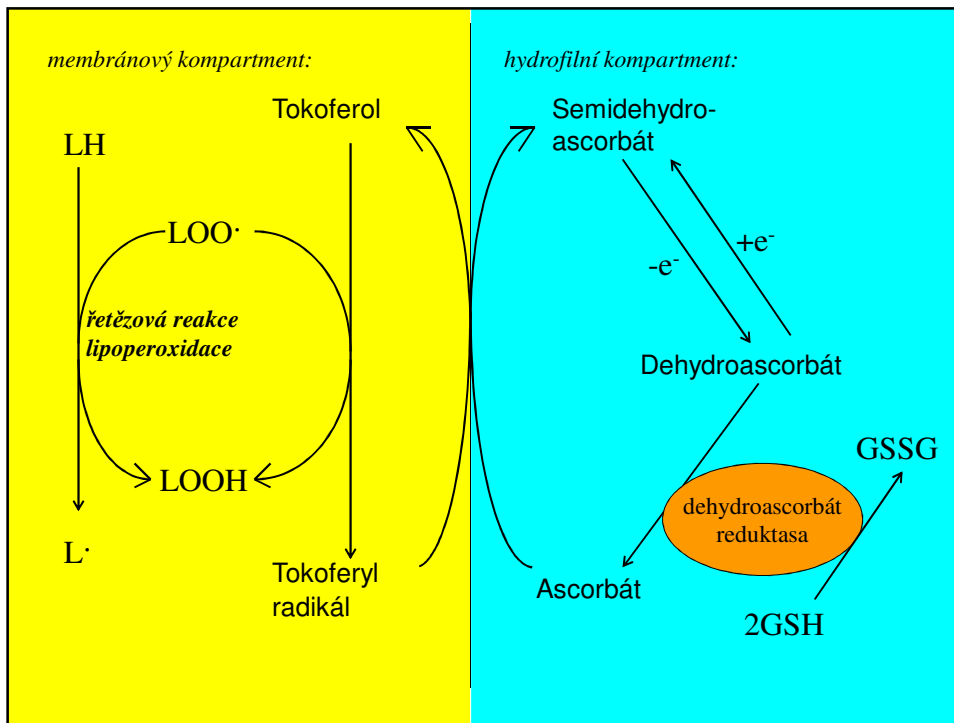 membránový kompartment:
hydrofilní kompartment:
Tokoferol
Semidehydro-
ascorbát
LH
LOO·
+e-
-e-
řetězová reakce
lipoperoxidace
Dehydroascorbát
GSSG
LOOH
dehydroascorbát
reduktasa
L·
Tokoferyl
radikál
Ascorbát
2GSH